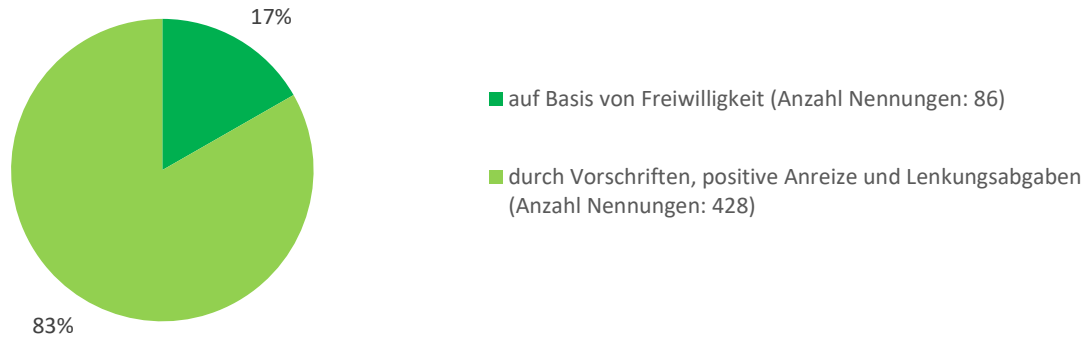 17%
auf Basis von Freiwilligkeit (Anzahl Nennungen: 86)
durch Vorschriften, positive Anreize und Lenkungsabgaben
(Anzahl Nennungen: 428)
83%